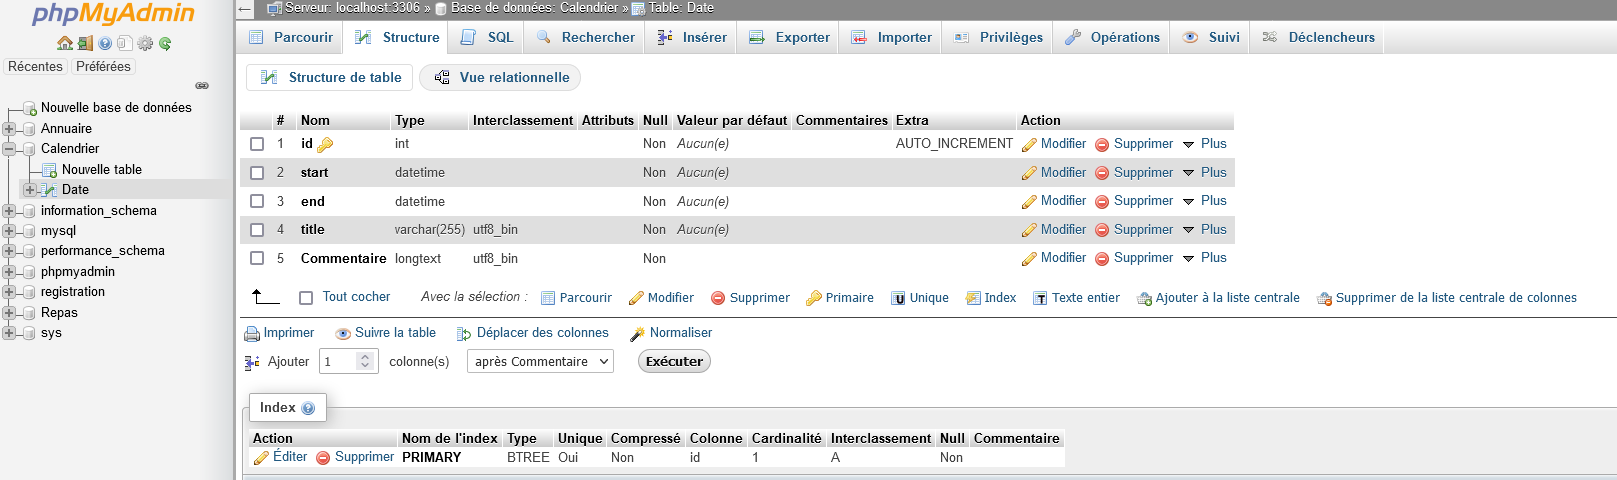 phpMyAdmin
Récentes Préférées
Nouvelle base de données
Annuaire
Calendrier
Nouvelle table
Date
information_schema
mysql
performance_schema
phpmyadmin
registration
Repas
sys
Serveur: localhost:3306 » Base de données: Calendrier » Table: Date
Parcourir Structure SQL Rechercher Insérer Exporter Importer Privilèges Opérations Suivi Déclencheurs
Structure de table Vue relationnelle
# Nom Type Interclassement Attributs Null Valeur par défaut Commentaires Extra Action
1 id int Non Aucun(e) AUTO_INCREMENT Modifier Supprimer Plus
2 start datetime Non Aucun(e) Modifier Supprimer Plus
3 end datetime Non Aucun(e) Modifier Supprimer Plus
4 title varchar(255) utf8_bin Non Aucun(e) Modifier Supprimer Plus
5 Commentaire longtext utf8_bin Non Modifier Supprimer Plus
Tout cocher Avec la sélection : Parcourir Modifier Supprimer Primaire Unique Index Texte entier Ajouter à la liste centrale Supprimer de la liste centrale de colonnes
Imprimer Suivre la table Déplacer des colonnes Normaliser
Ajouter 1 colonne(s) après Commentaire Exécuter
Index
Action Nom de l'index Type Unique Compressé Colonne Cardinalité Interclassement Null Commentaire
Éditer Supprimer PRIMARY BTREE Oui Non id 1 A Non